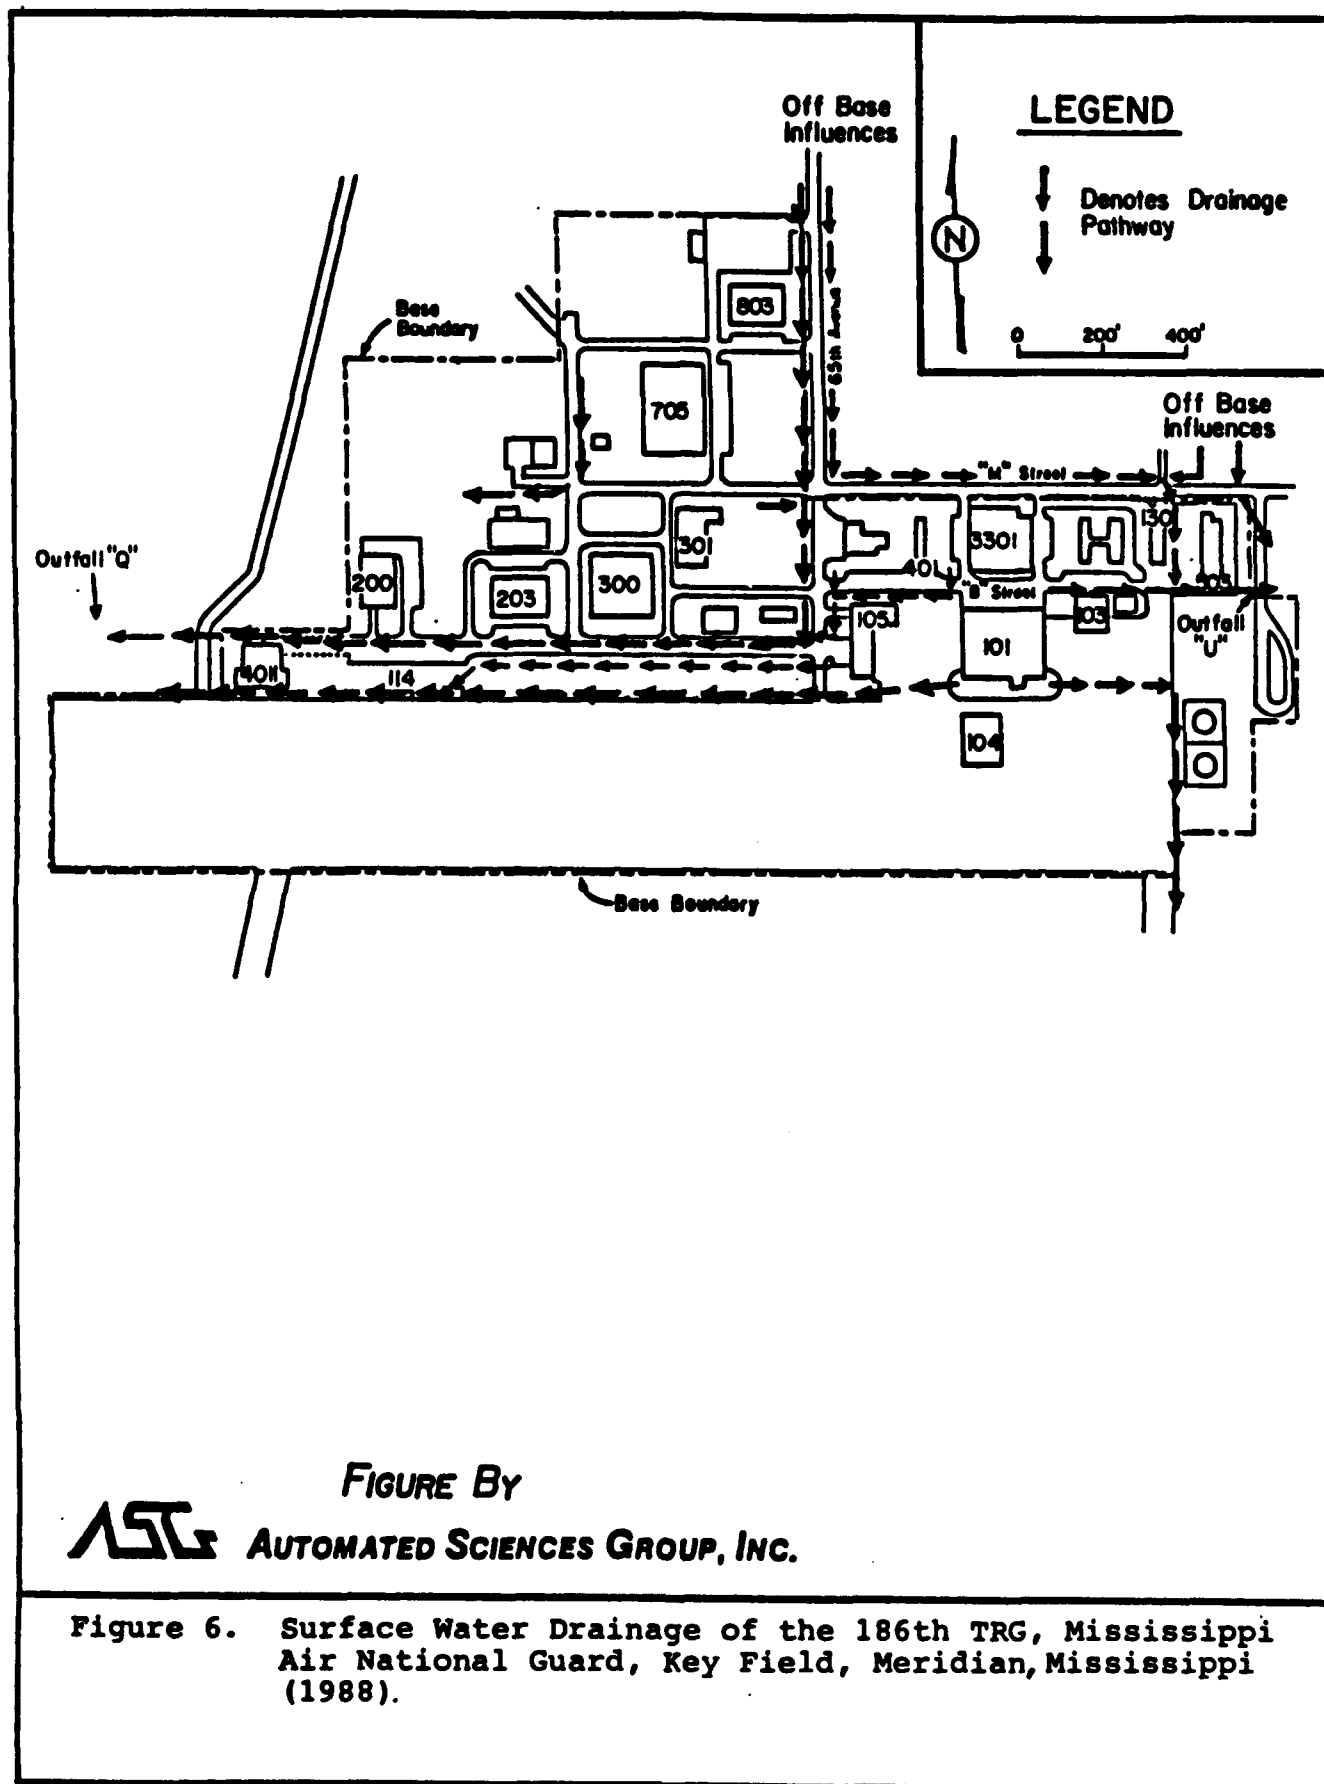 Off Base
Influences
LEGEND
Denotes Drainage
Pathway
N
0 200' 400'
Base
Boundary
803
65th Avenue
705
Off Base
Influences
"M" Street
130
301
3301
401
Outfall "Q"
200
203
300
"B" Street
105
103
Outfall
"U"
101
114
104
Base Boundary
FIGURE BY
ASG
AUTOMATED SCIENCES GROUP, INC.
Figure 6. Surface Water Drainage of the 186th TRG, Mississippi
Air National Guard, Key Field, Meridian, Mississippi
(1988).